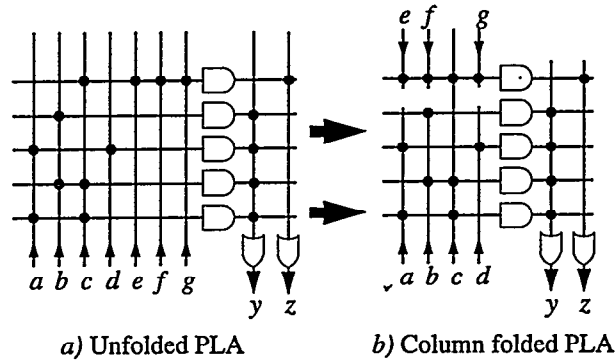 e f g
a b c d e f g
a b c d
y z
y z
a) Unfolded PLA
b) Column folded PLA